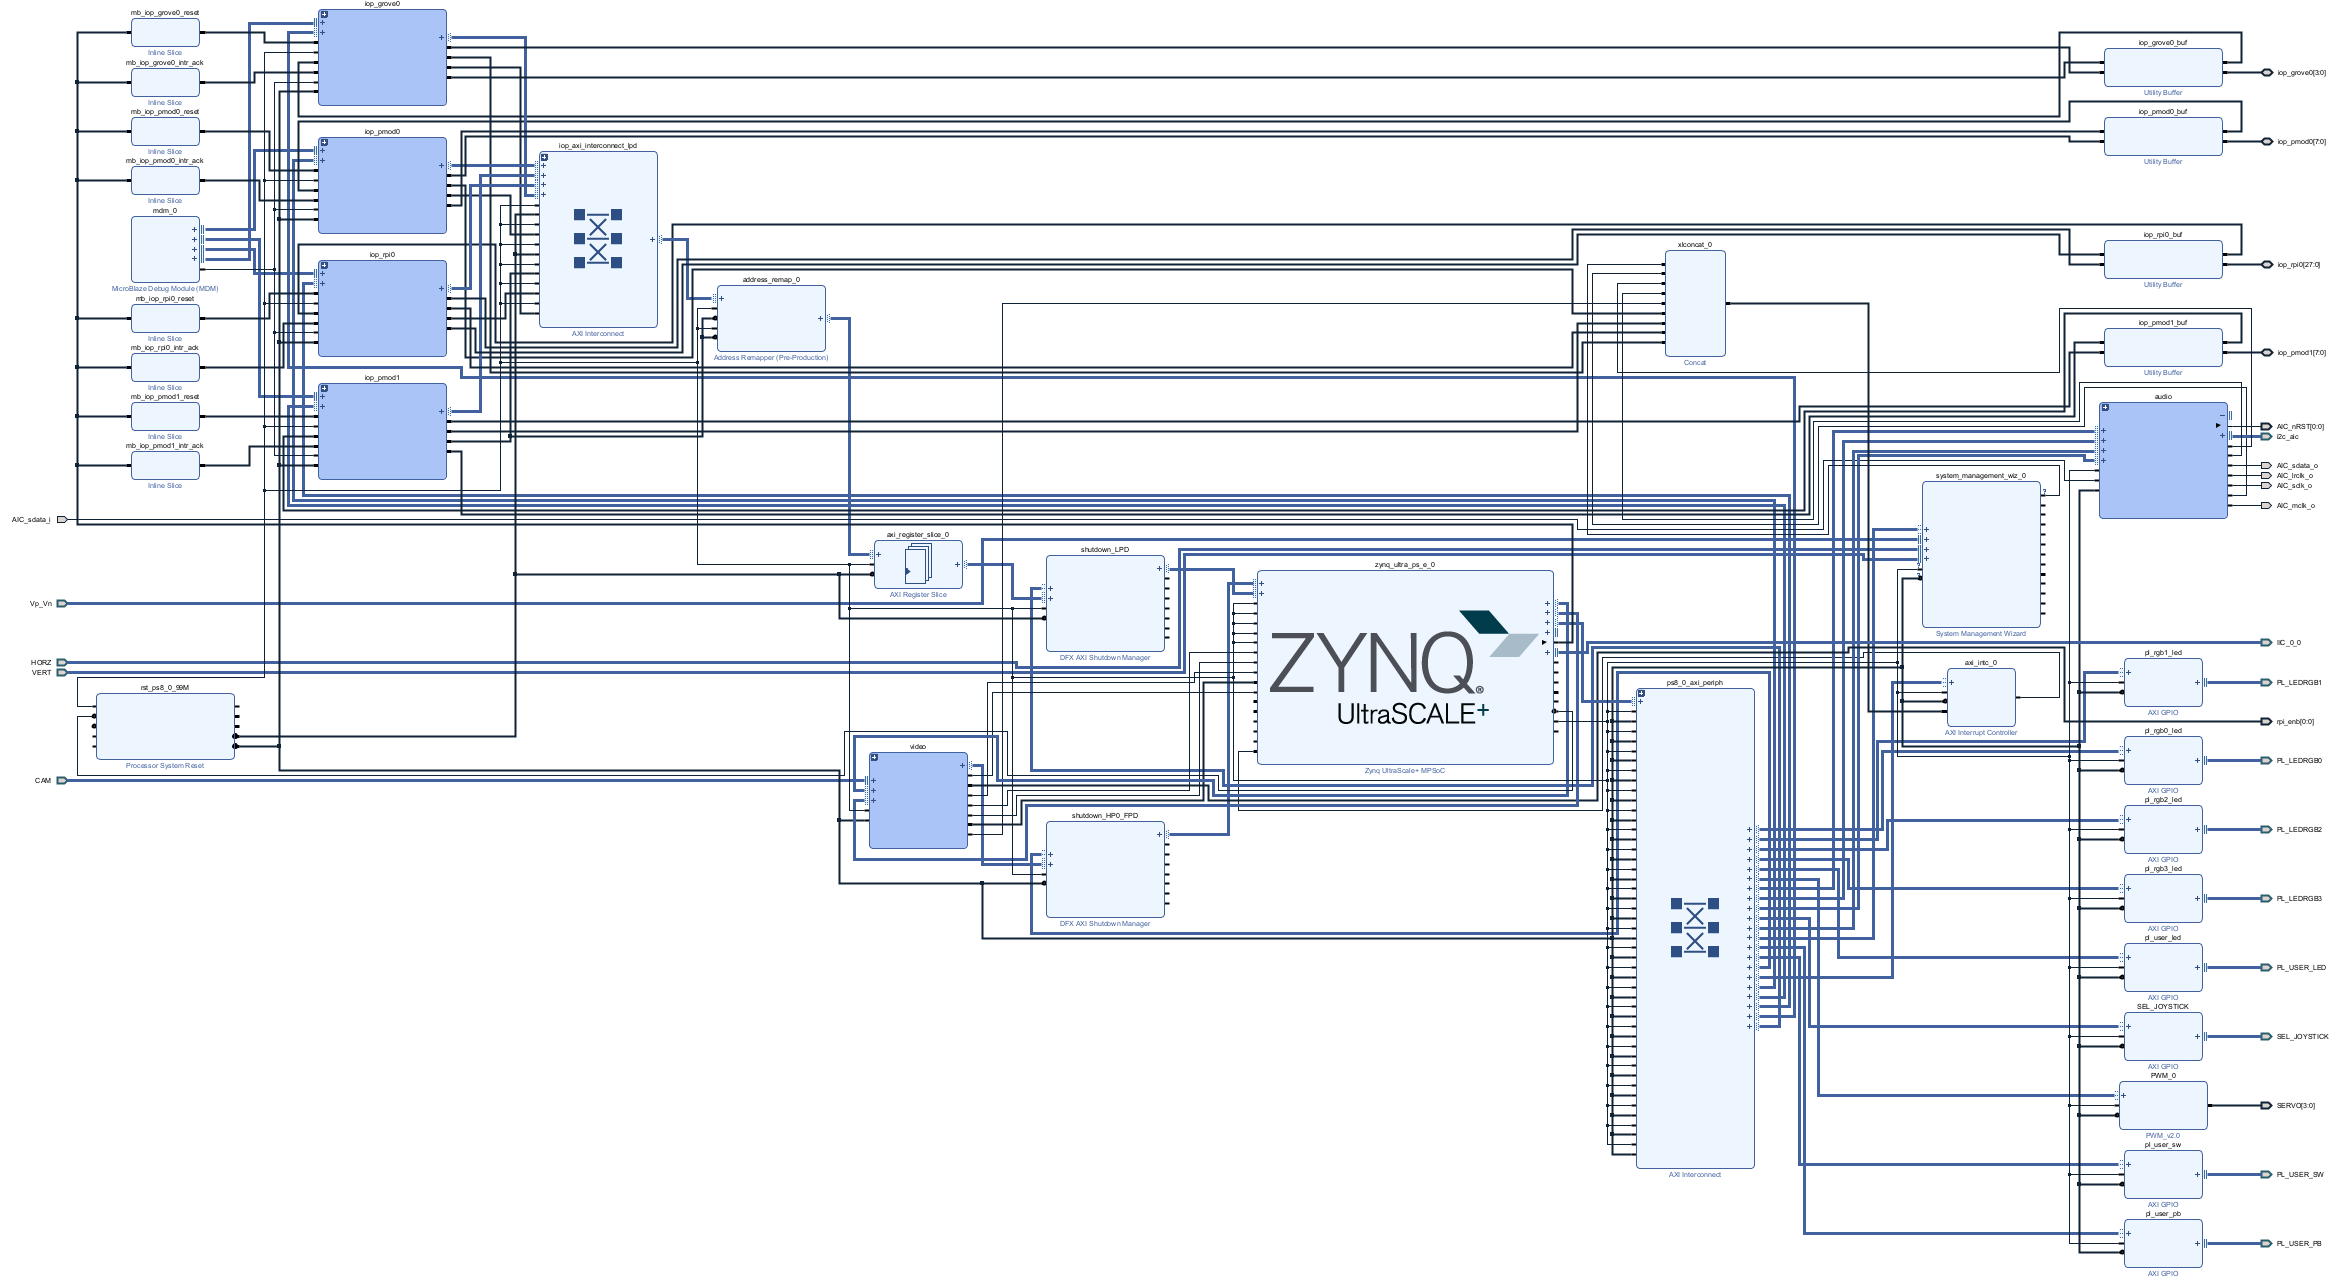 mb_iop_grove0_reset
Inline Slice
mb_iop_grove0_intr_ack
Inline Slice
mb_iop_pmod0_reset
Inline Slice
mb_iop_pmod0_intr_ack
Inline Slice
mdm_0
MicroBlaze Debug Module (MDM)
mb_iop_rpi0_reset
Inline Slice
mb_iop_rpi0_intr_ack
Inline Slice
mb_iop_pmod1_reset
Inline Slice
mb_iop_pmod1_intr_ack
Inline Slice
iop_grove0
iop_pmod0
iop_rpi0
iop_pmod1
iop_axi_interconnect_lpd
AXI Interconnect
address_remap_0
Address Remapper (Pre-Production)
AIC_sdata_i
Vp_Vn
HORZ
VERT
CAM
rst_ps8_0_99M
Processor System Reset
axi_register_slice_0
AXI Register Slice
shutdown_LPD
DFX AXI Shutdown Manager
video
shutdown_HP0_FPD
DFX AXI Shutdown Manager
zynq_ultra_ps_e_0
ZYNQ®
UltraSCALE+
Zynq UltraScale+ MPSoC
xlconcat_0
Concat
ps8_0_axi_periph
AXI Interconnect
system_management_wiz_0
System Management Wizard
axi_intc_0
AXI Interrupt Controller
iop_grove0_buf
Utility Buffer
iop_pmod0_buf
Utility Buffer
iop_rpi0_buf
Utility Buffer
iop_pmod1_buf
Utility Buffer
audio
pl_rgb1_led
AXI GPIO
pl_rgb0_led
AXI GPIO
pl_rgb2_led
AXI GPIO
pl_rgb3_led
AXI GPIO
pl_user_led
AXI GPIO
SEL_JOYSTICK
AXI GPIO
PWM_0
PWM_v2.0
pl_user_sw
AXI GPIO
pl_user_pb
AXI GPIO
iop_grove0[3:0]
iop_pmod0[7:0]
iop_rpi0[27:0]
iop_pmod1[7:0]
AIC_nRST[0:0]
i2c_aic
AIC_sdata_o
AIC_lrclk_o
AIC_sclk_o
AIC_mclk_o
IIC_0_0
PL_LEDRGB1
rpi_enb[0:0]
PL_LEDRGB0
PL_LEDRGB2
PL_LEDRGB3
PL_USER_LED
SEL_JOYSTICK
SERVO[3:0]
PL_USER_SW
PL_USER_PB